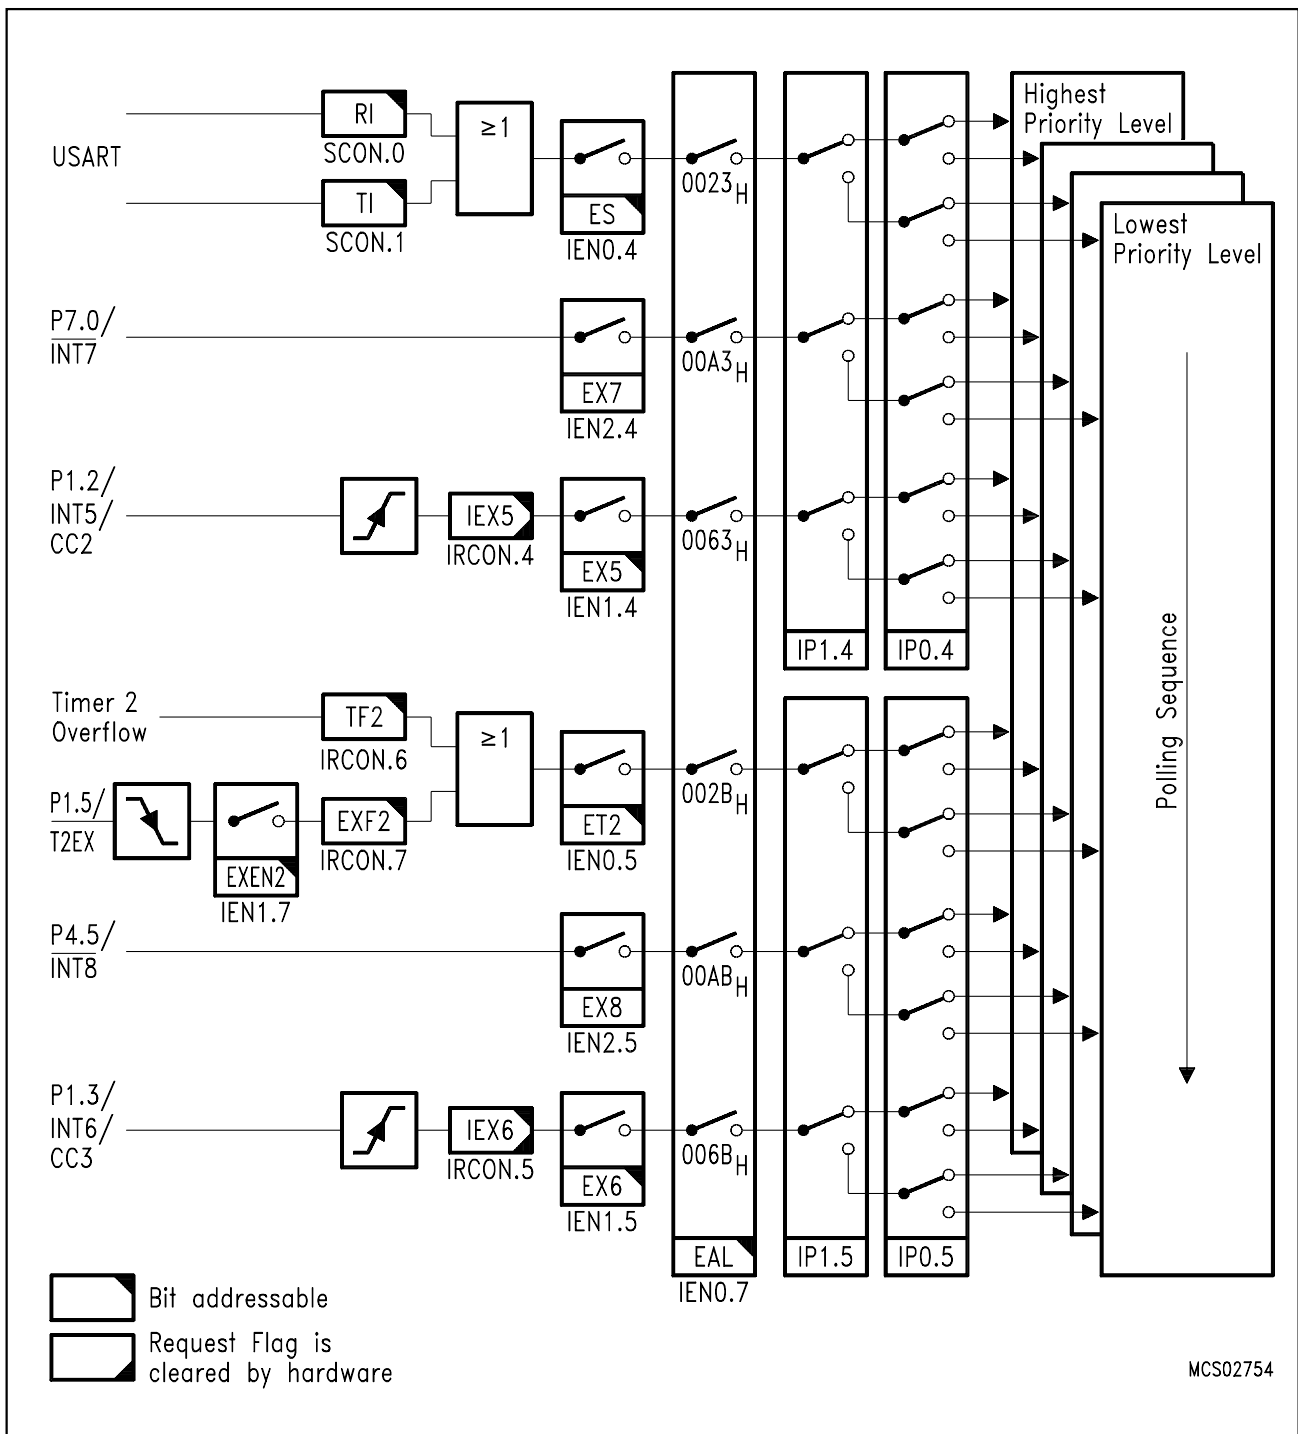 USART
RI
SCON.0
TI
SCON.1
≥1
ES
IEN0.4
0023H
Highest
Priority Level
Lowest
Priority Level
P7.0/
INT7
EX7
IEN2.4
00A3H
P1.2/
INT5/
CC2
IEX5
IRCON.4
EX5
IEN1.4
0063H
IP1.4
IP0.4
Timer 2
Overflow
TF2
IRCON.6
≥1
P1.5/
T2EX
EXEN2
IEN1.7
EXF2
IRCON.7
ET2
IEN0.5
002BH
Polling Sequence
P4.5/
INT8
EX8
IEN2.5
00ABH
P1.3/
INT6/
CC3
IEX6
IRCON.5
EX6
IEN1.5
006BH
EAL
IEN0.7
IP1.5
IP0.5
Bit addressable
Request Flag is
cleared by hardware
MCS02754